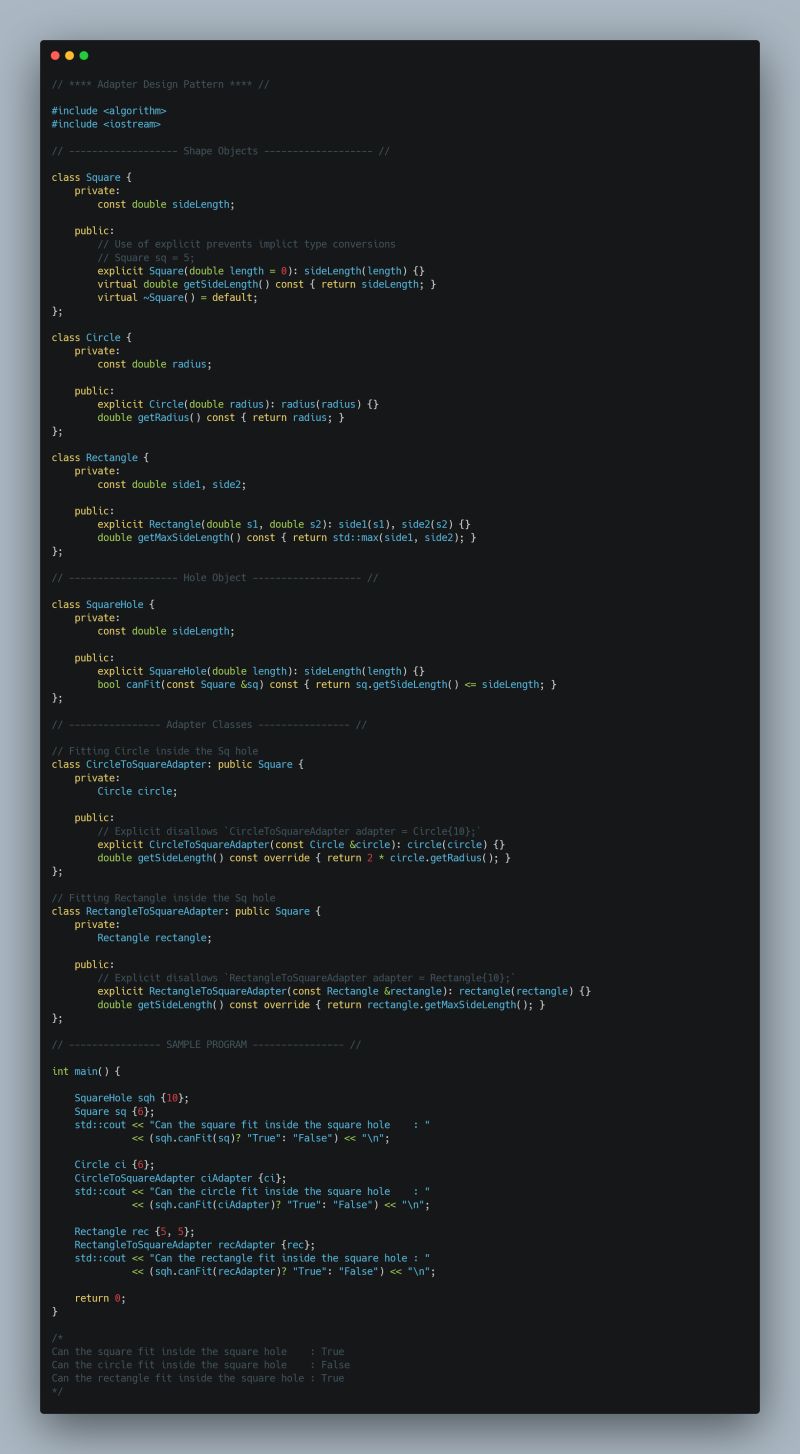 // **** Adapter Design Pattern **** //

#include <algorithm>
#include <iostream>

// ------------------- Shape Objects ------------------- //

class Square {
    private:
        const double sideLength;

    public:
        // Use of explicit prevents implict type conversions
        // Square sq = 5;
        explicit Square(double length = 0): sideLength(length) {}
        virtual double getSideLength() const { return sideLength; }
        virtual ~Square() = default;
};

class Circle {
    private:
        const double radius;

    public:
        explicit Circle(double radius): radius(radius) {}
        double getRadius() const { return radius; }
};

class Rectangle {
    private:
        const double side1, side2;

    public:
        explicit Rectangle(double s1, double s2): side1(s1), side2(s2) {}
        double getMaxSideLength() const { return std::max(side1, side2); }
};

// ------------------- Hole Object ------------------- //

class SquareHole {
    private:
        const double sideLength;

    public:
        explicit SquareHole(double length): sideLength(length) {}
        bool canFit(const Square &sq) const { return sq.getSideLength() <= sideLength; }
};

// ---------------- Adapter Classes ---------------- //

// Fitting Circle inside the Sq hole
class CircleToSquareAdapter: public Square {
    private:
        Circle circle;

    public:
        // Explicit disallows `CircleToSquareAdapter adapter = Circle{10};`
        explicit CircleToSquareAdapter(const Circle &circle): circle(circle) {}
        double getSideLength() const override { return 2 * circle.getRadius(); }
};

// Fitting Rectangle inside the Sq hole
class RectangleToSquareAdapter: public Square {
    private:
        Rectangle rectangle;

    public:
        // Explicit disallows `RectangleToSquareAdapter adapter = Rectangle{10};`
        explicit RectangleToSquareAdapter(const Rectangle &rectangle): rectangle(rectangle) {}
        double getSideLength() const override { return rectangle.getMaxSideLength(); }
};

// ---------------- SAMPLE PROGRAM ---------------- //

int main() {

    SquareHole sqh {10};
    Square sq {6};
    std::cout << "Can the square fit inside the square hole    : "
              << (sqh.canFit(sq)? "True": "False") << "\n";

    Circle ci {6};
    CircleToSquareAdapter ciAdapter {ci};
    std::cout << "Can the circle fit inside the square hole    : "
              << (sqh.canFit(ciAdapter)? "True": "False") << "\n";

    Rectangle rec {5, 5};
    RectangleToSquareAdapter recAdapter {rec};
    std::cout << "Can the rectangle fit inside the square hole : "
              << (sqh.canFit(recAdapter)? "True": "False") << "\n";

    return 0;
}

/*
Can the square fit inside the square hole    : True
Can the circle fit inside the square hole    : False
Can the rectangle fit inside the square hole : True
*/